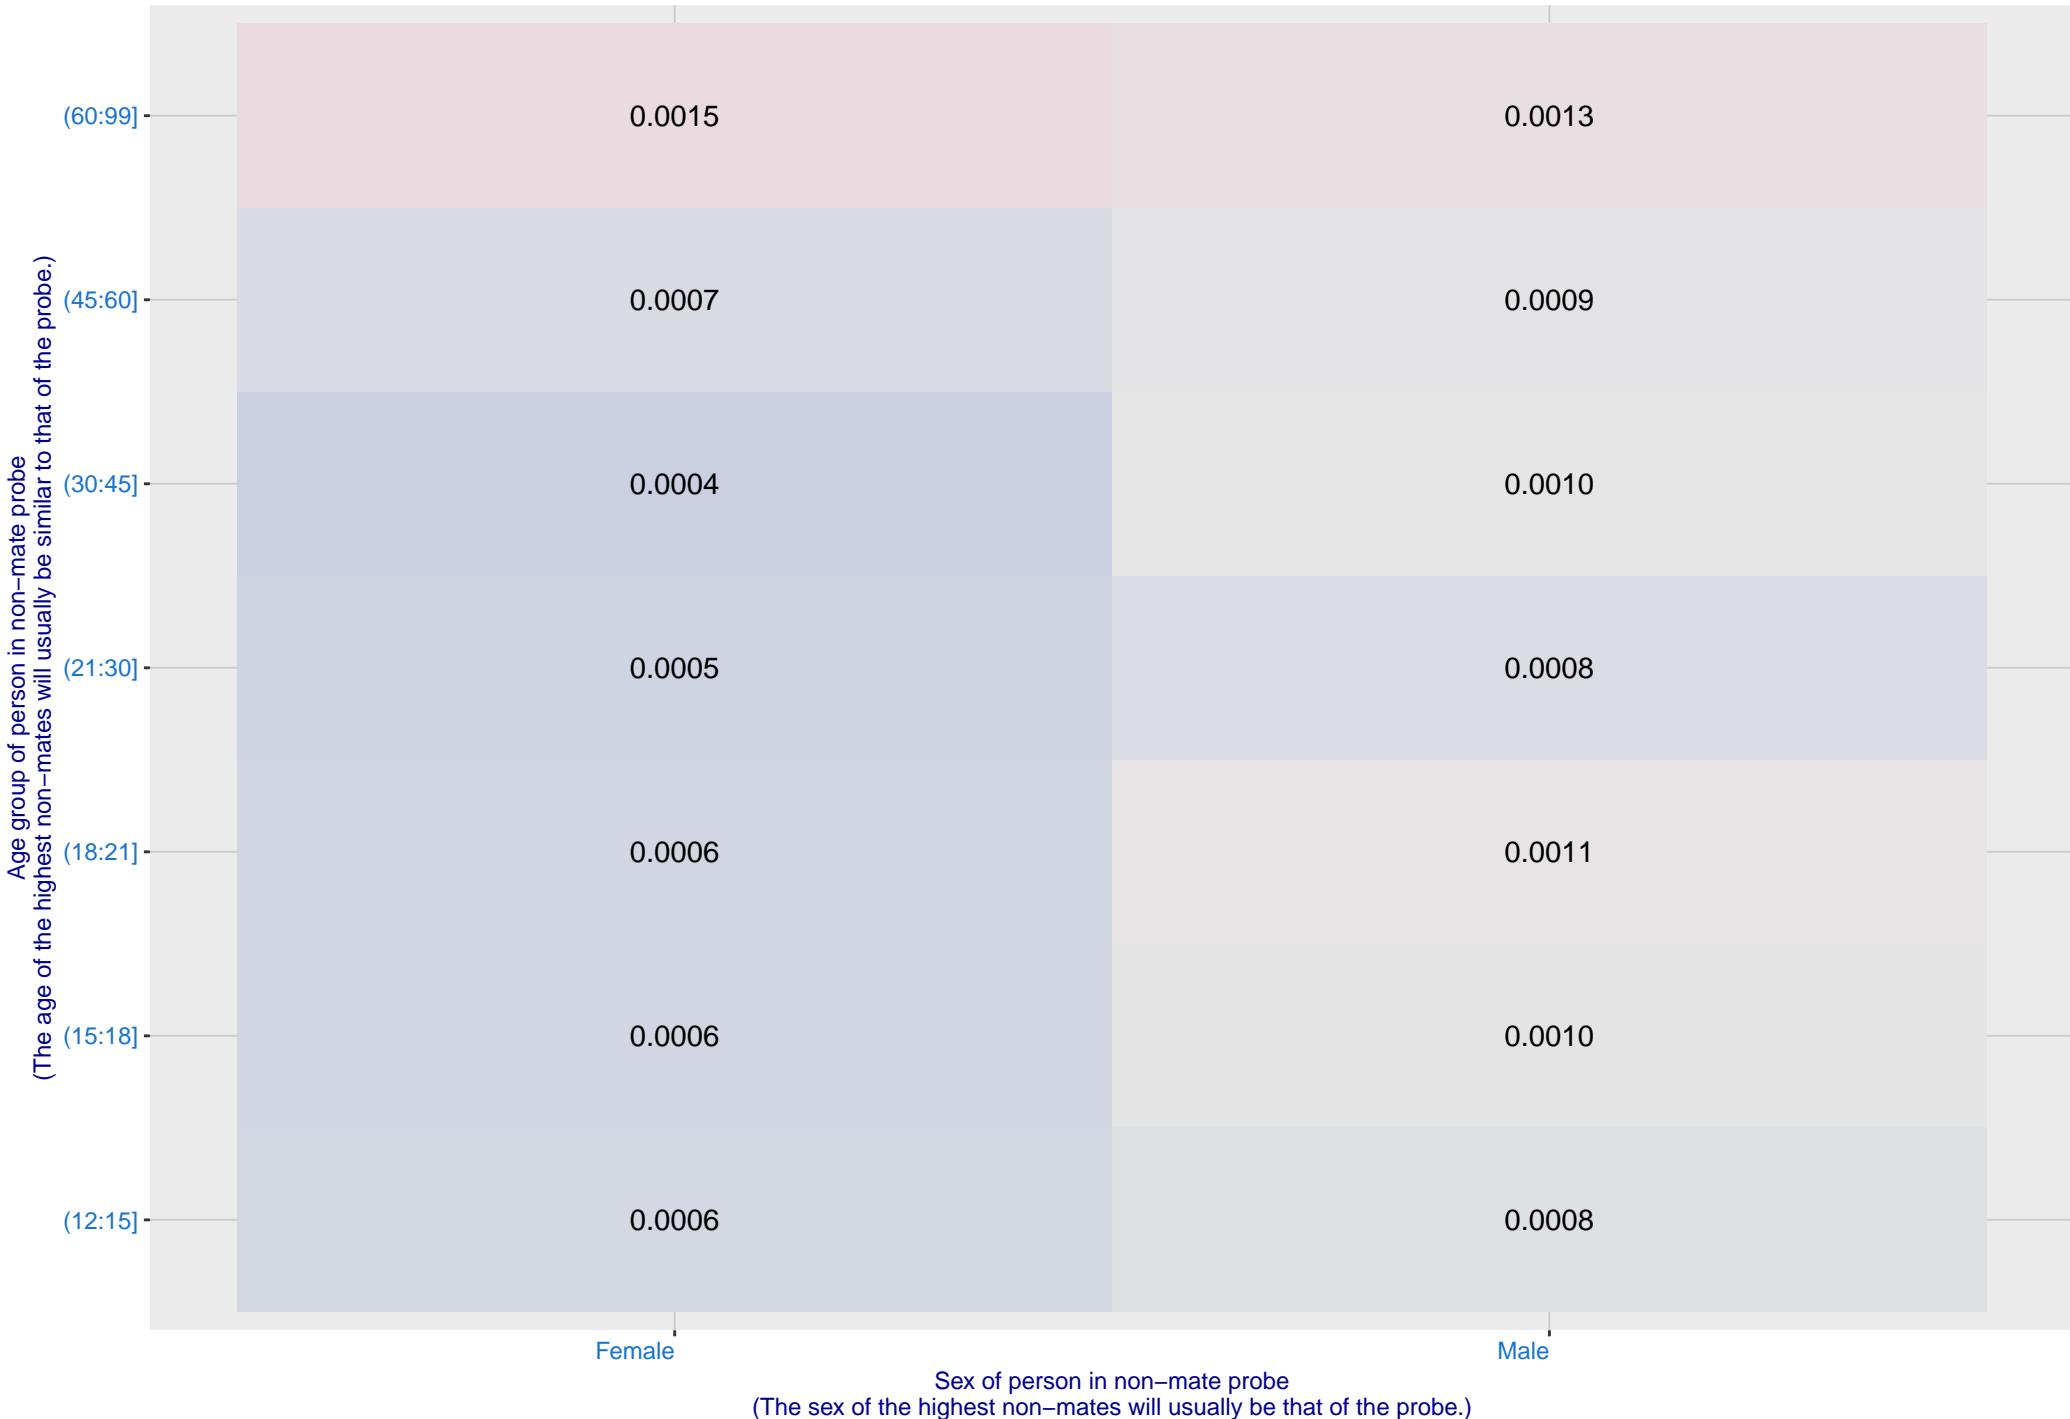 Age group of person in non−mate probe
(The age of the highest non−mates will usually be similar to that of the probe.)
(60:99] 0.0015 0.0013
(45:60] 0.0007 0.0009
(30:45] 0.0004 0.0010
(21:30] 0.0005 0.0008
(18:21] 0.0006 0.0011
(15:18] 0.0006 0.0010
(12:15] 0.0006 0.0008
Female Male
Sex of person in non−mate probe
(The sex of the highest non−mates will usually be that of the probe.)